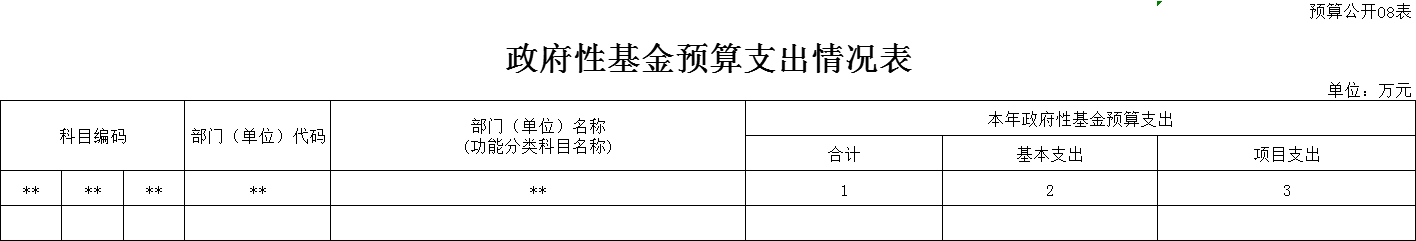 预算公开08表
政府性基金预算支出情况表
单位：万元
科目编码 部门（单位）代码 部门（单位）名称 本年政府性基金预算支出
(功能分类科目名称)
合计 基本支出 项目支出
** ** ** ** ** 1 2 3